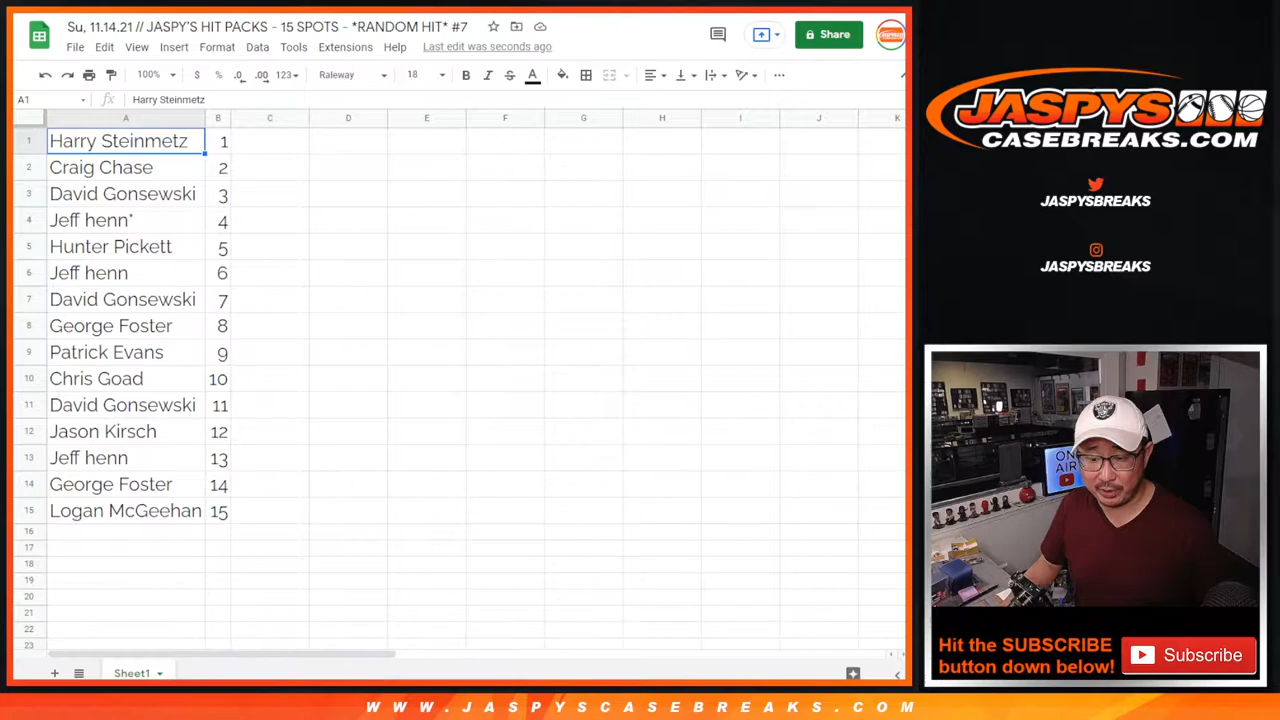 Su, 11.14.21 // JASPY'S HIT PACKS - 15 SPOTS - *RANDOM HIT* #7
File Edit View Insert Format Data Tools Extensions Help Last edit was seconds ago
Share
100% $ % .0 .00 123 Raleway 18 B I S A
A1 fx Harry Steinmetz
A B C D E F G H I J K
1 Harry Steinmetz 1
2 Craig Chase 2
3 David Gonsewski 3
4 Jeff henn* 4
5 Hunter Pickett 5
6 Jeff henn 6
7 David Gonsewski 7
8 George Foster 8
9 Patrick Evans 9
10 Chris Goad 10
11 David Gonsewski 11
12 Jason Kirsch 12
13 Jeff henn 13
14 George Foster 14
15 Logan McGeehan 15
16
17
18
19
20
21
22
23
Sheet1
JASPYS
CASEBREAKS.COM
JASPYSBREAKS
JASPYSBREAKS
ON
AIR
Hit the SUBSCRIBE
button down below!
Subscribe
WWW.JASPYSCASEBREAKS.COM